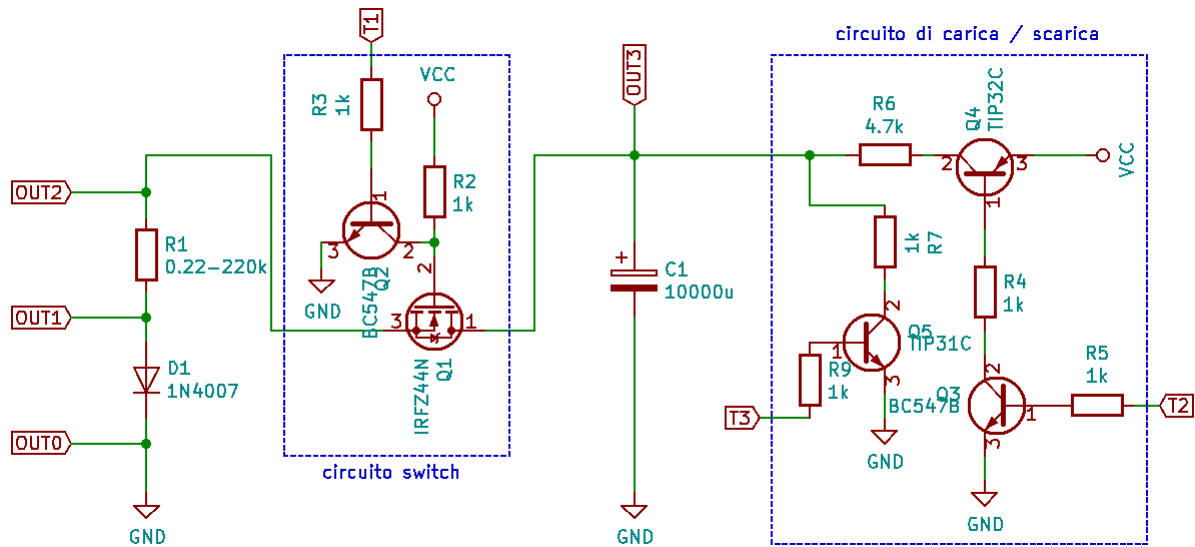 circuito di carica / scarica
T1
VCC
R3
1k
R2
1k
1
3
2
GND
BC547B
Q2
2
3
1
IRFZ44N
Q1
circuito switch
OUT2
R1
0.22-220k
OUT1
D1
1N4007
OUT0
GND
OUT3
+
C1
10000u
GND
R6
4.7k
Q4
TIP32C
2
3
1
VCC
1k
R7
R4
1k
2
Q5
TIP31C
1
3
R9
1k
T3
GND
2
Q3
BC547B
1
3
R5
1k
T2
GND